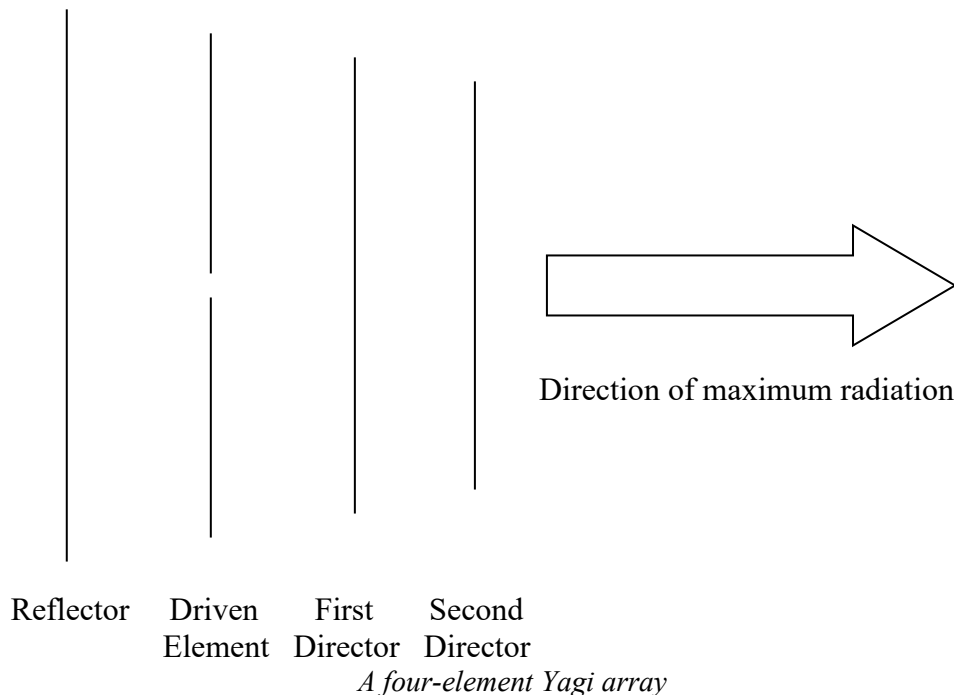 Direction of maximum radiation
Reflector Driven First Second
Element Director Director
A four-element Yagi array